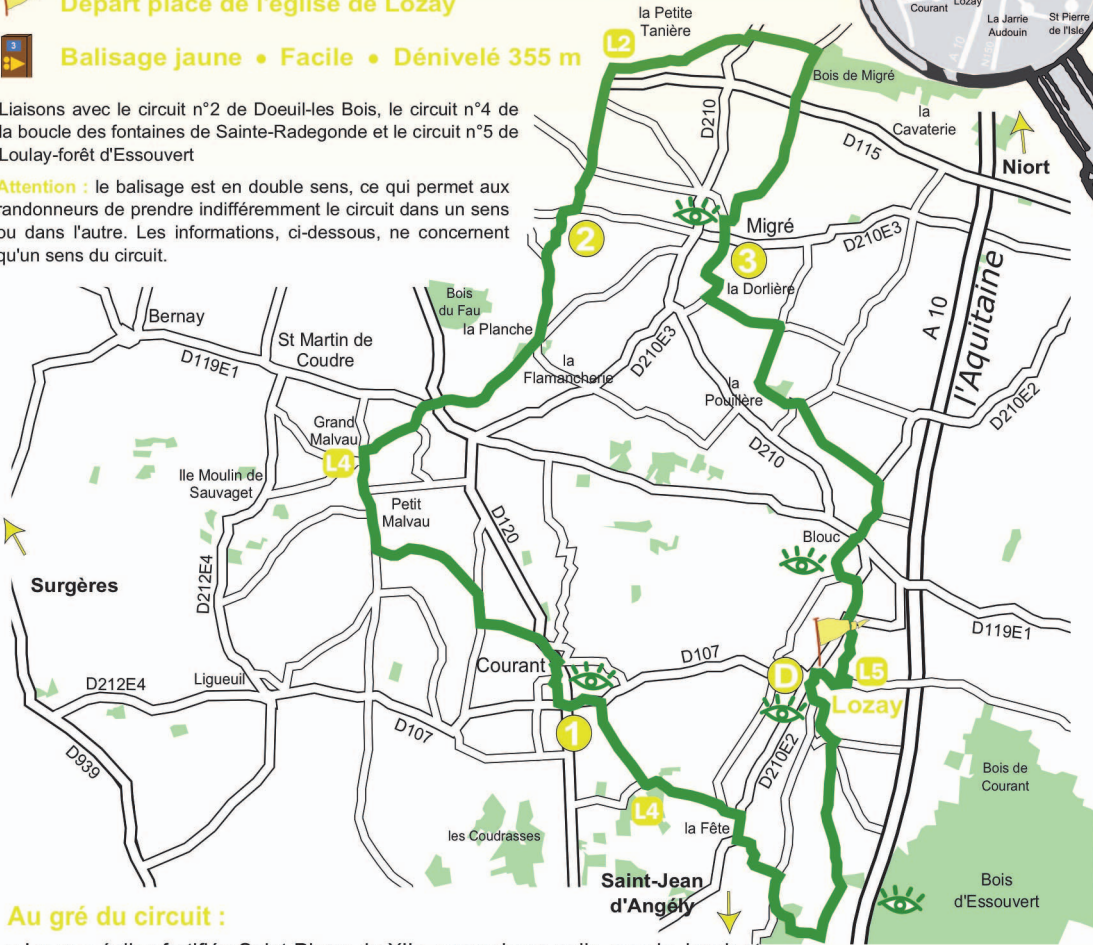 Départ place de l'église de Lozay
Balisage jaune • Facile • Dénivelé 355 m
Liaisons avec le circuit n°2 de Doeuil-les Bois, le circuit n°4 de
la boucle des fontaines de Sainte-Radegonde et le circuit n°5 de
Loulay-forêt d'Essouvert
Attention : le balisage est en double sens, ce qui permet aux
randonneurs de prendre indifféremment le circuit dans un sens
ou dans l'autre. Les informations, ci-dessous, ne concernent
qu'un sens du circuit.
3
Courant
Lozay
La Jarrie
Audouin
St Pierre
de l'Isle
A 10
N150
la Petite
Tanière
L2
Bois de Migré
D210
la
Cavaterie
D115
Niort
2
Migré
D210E3
3
la Dorlière
A 10
l'Aquitaine
Bois
du Fau
la Planche
Bernay
St Martin de
Coudre
D119E1
la
Flamancherie
D210E3
la
Pouillère
D210E2
Grand
Malvau
L4
D210
Ile Moulin de
Sauvaget
Petit
Malvau
D120
Blouc
Surgères
D212E4
D119E1
Courant
D107
D
L5
Lozay
D212E4
Ligueuil
D107
1
D939
D210E2
Bois de
Courant
L4
la Fête
les Coudrasses
Saint-Jean
d'Angély
Bois
d'Essouvert
Au gré du circuit :